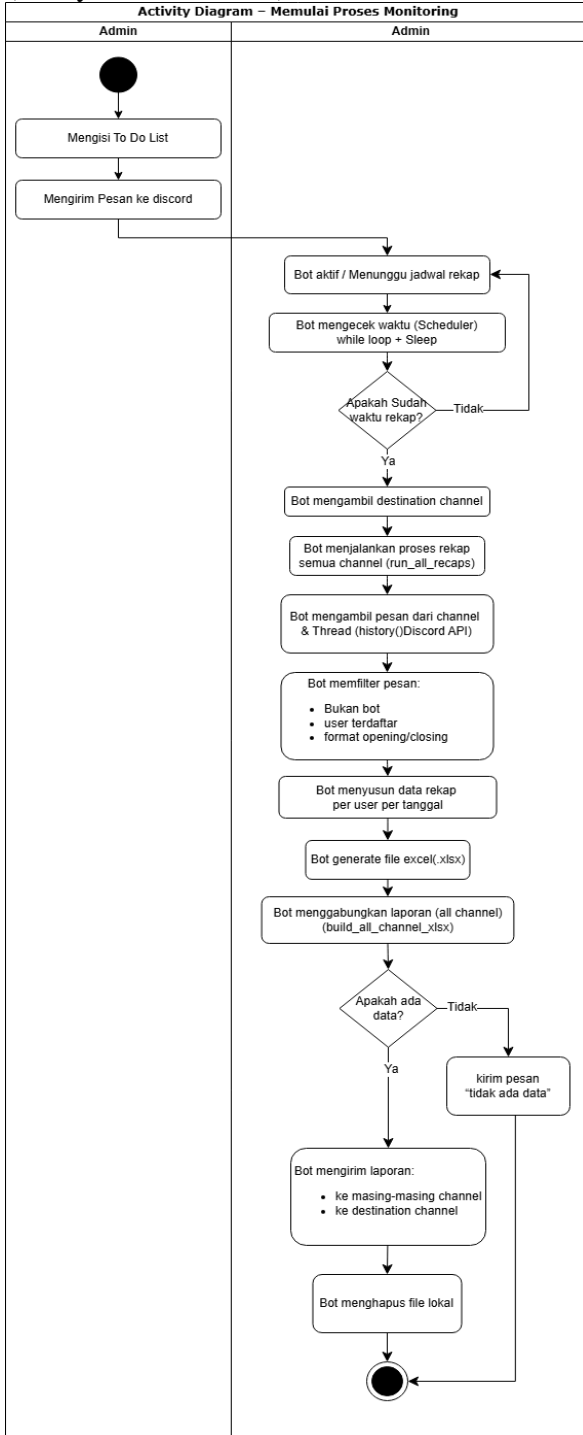 Activity Diagram – Memulai Proses Monitoring
Admin
Admin
Mengisi To Do List
Mengirim Pesan ke discord
Bot aktif / Menunggu jadwal rekap
Bot mengecek waktu (Scheduler)
while loop + Sleep
Apakah Sudah
waktu rekap?
Tidak
Ya
Bot mengambil destination channel
Bot menjalankan proses rekap
semua channel (run_all_recaps)
Bot mengambil pesan dari channel
& Thread (history()Discord API)
Bot memfilter pesan:
• Bukan bot
• user terdaftar
• format opening/closing
Bot menyusun data rekap
per user per tanggal
Bot generate file excel(.xlsx)
Bot menggabungkan laporan (all channel)
(build_all_channel_xlsx)
Apakah ada
data?
Tidak
Ya
kirim pesan
“tidak ada data”
Bot mengirim laporan:
• ke masing-masing channel
• ke destination channel
Bot menghapus file lokal